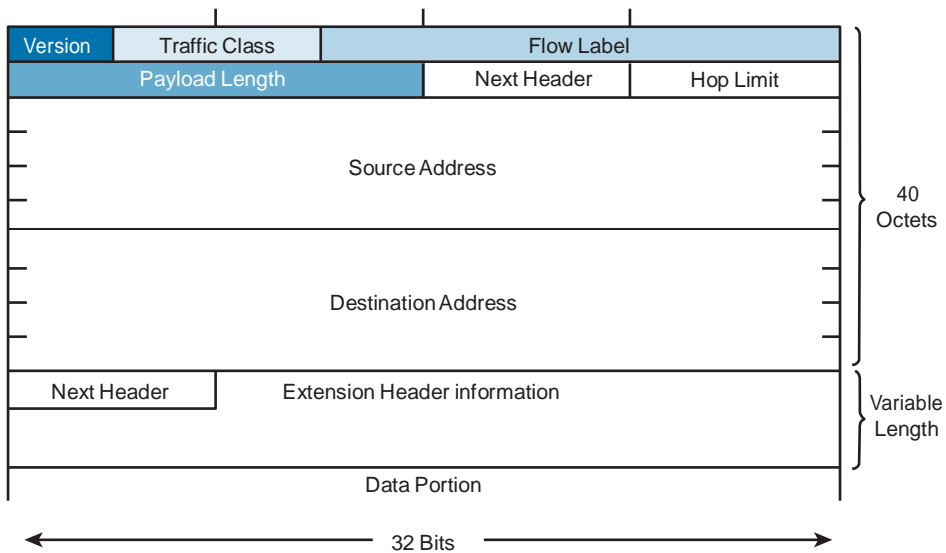 Version Traffic Class Flow Label
Payload Length Next Header Hop Limit
Source Address
40
Octets
Destination Address
Next Header Extension Header information
Variable
Length
Data Portion
32 Bits